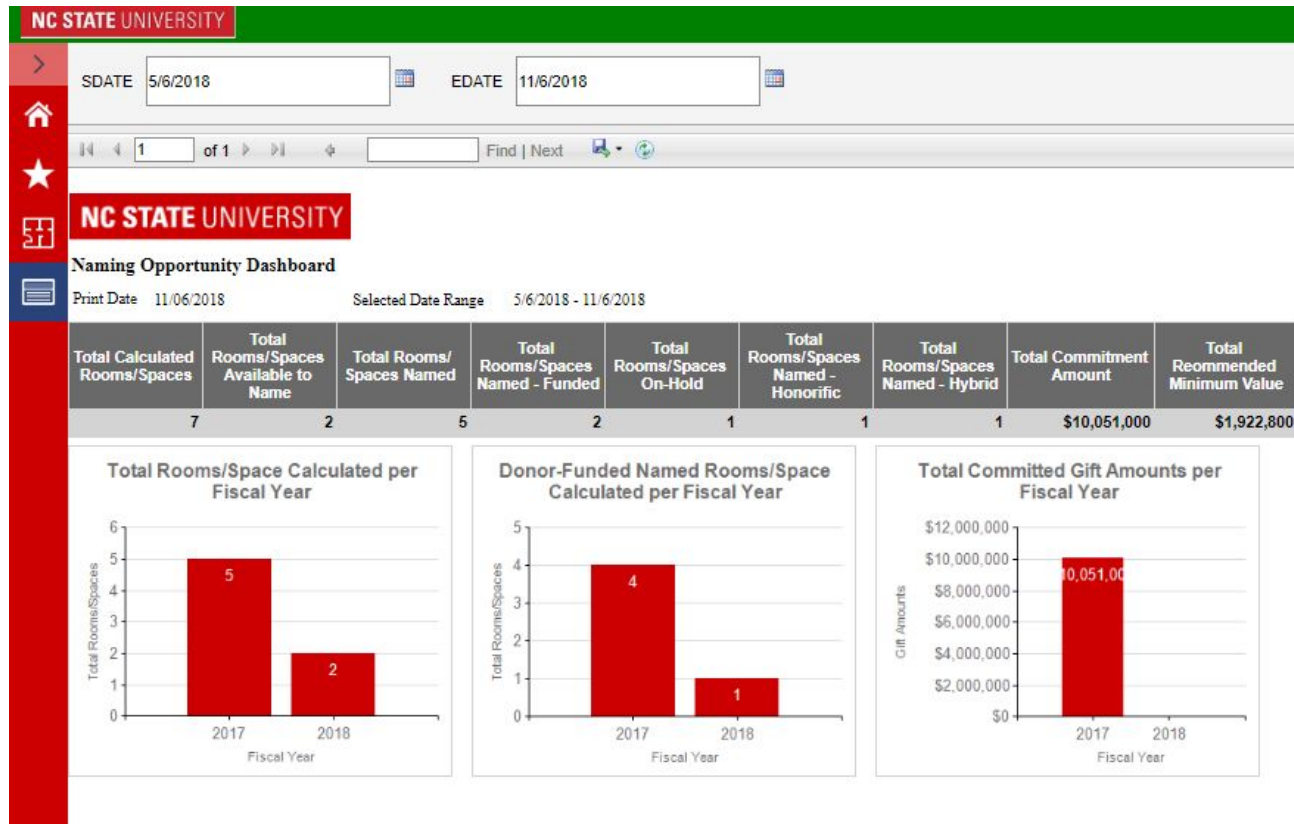 NC STATE UNIVERSITY
SDATE 5/6/2018 EDATE 11/6/2018
1 of 1 Find | Next
NC STATE UNIVERSITY
Naming Opportunity Dashboard
Print Date 11/06/2018 Selected Date Range 5/6/2018 - 11/6/2018
Total Calculated Rooms/Spaces
Total Rooms/Spaces Available to Name
Total Rooms/ Spaces Named
Total Rooms/Spaces Named - Funded
Total Rooms/Spaces On-Hold
Total Rooms/Spaces Named - Honorific
Total Rooms/Spaces Named - Hybrid
Total Commitment Amount
Total Reommended Minimum Value
7 2 5 2 1 1 1 $10,051,000 $1,922,800
Total Rooms/Space Calculated per
Fiscal Year
6
5
4
3
2
1
0
Total Rooms/Spaces
5
2
2017 2018
Fiscal Year
Donor-Funded Named Rooms/Space
Calculated per Fiscal Year
5
4
3
2
1
0
Total Rooms/Spaces
4
1
2017 2018
Fiscal Year
Total Committed Gift Amounts per
Fiscal Year
$12,000,000
$10,000,000
$8,000,000
$6,000,000
$4,000,000
$2,000,000
$0
Gift Amounts
0,051,00
2017 2018
Fiscal Year